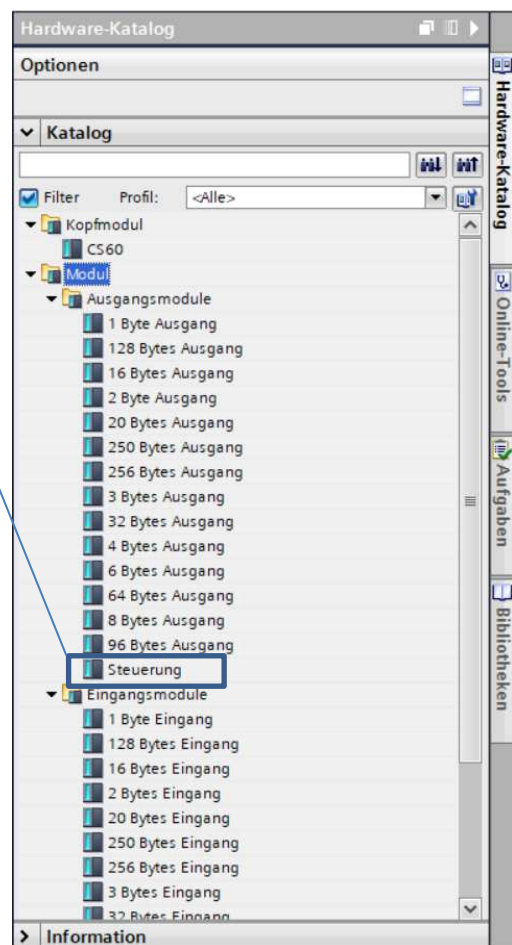 Hardware-Katalog
Optionen
Katalog
Filter Profil: <Alle>
Kopfmodul
CS60
Modul
Ausgangsmodule
1 Byte Ausgang
128 Bytes Ausgang
16 Bytes Ausgang
2 Byte Ausgang
20 Bytes Ausgang
250 Bytes Ausgang
256 Bytes Ausgang
3 Bytes Ausgang
32 Bytes Ausgang
4 Bytes Ausgang
6 Bytes Ausgang
64 Bytes Ausgang
8 Bytes Ausgang
96 Bytes Ausgang
Steuerung
Eingangsmodule
1 Byte Eingang
128 Bytes Eingang
16 Bytes Eingang
2 Bytes Eingang
20 Bytes Eingang
250 Bytes Eingang
256 Bytes Eingang
3 Bytes Eingang
32 Bytes Eingang
Information
Hardware-Katalog
Online-Tools
Aufgaben
Bibliotheken